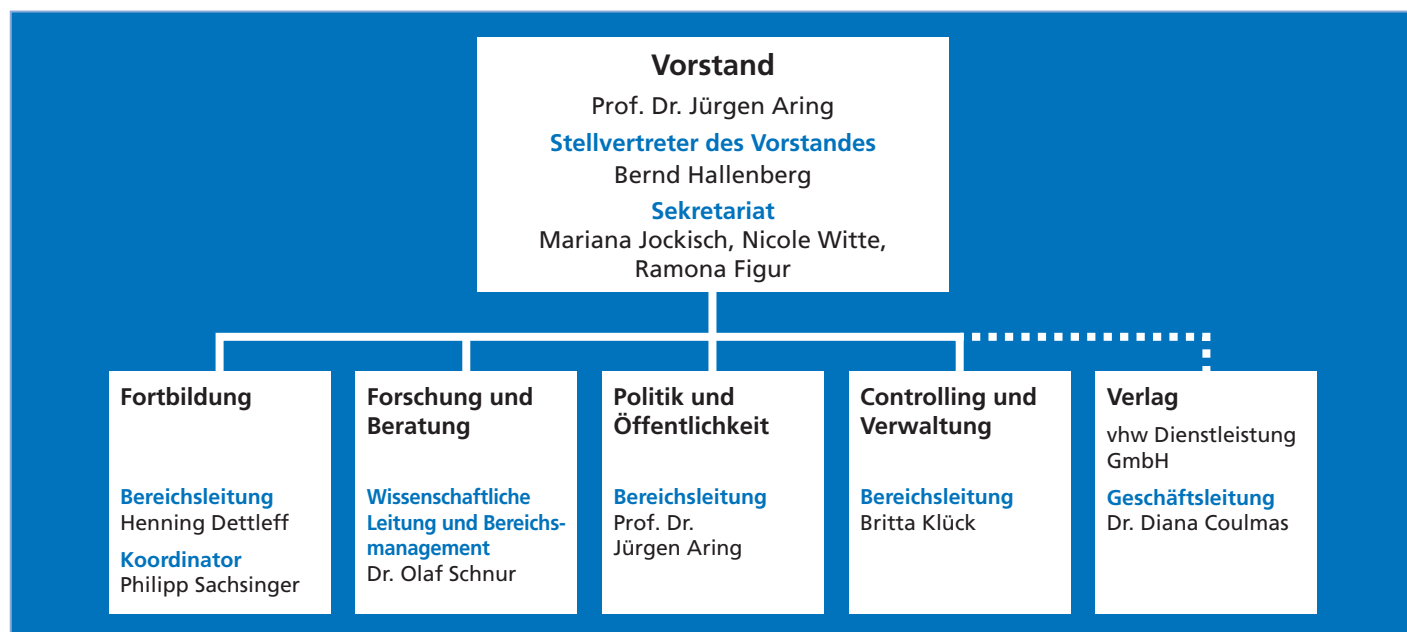 Vorstand
Prof. Dr. Jürgen Aring
Stellvertreter des Vorstandes
Bernd Hallenberg
Sekretariat
Mariana Jockisch, Nicole Witte,
Ramona Figur
Fortbildung
Bereichsleitung
Henning Dettleff
Koordinator
Philipp Sachsinger
Forschung und
Beratung
Wissenschaftliche
Leitung und Bereichs-
management
Dr. Olaf Schnur
Politik und
Öffentlichkeit
Bereichsleitung
Prof. Dr.
Jürgen Aring
Controlling und
Verwaltung
Bereichsleitung
Britta Klück
Verlag
vhw Dienstleistung
GmbH
Geschäftsleitung
Dr. Diana Coulmas